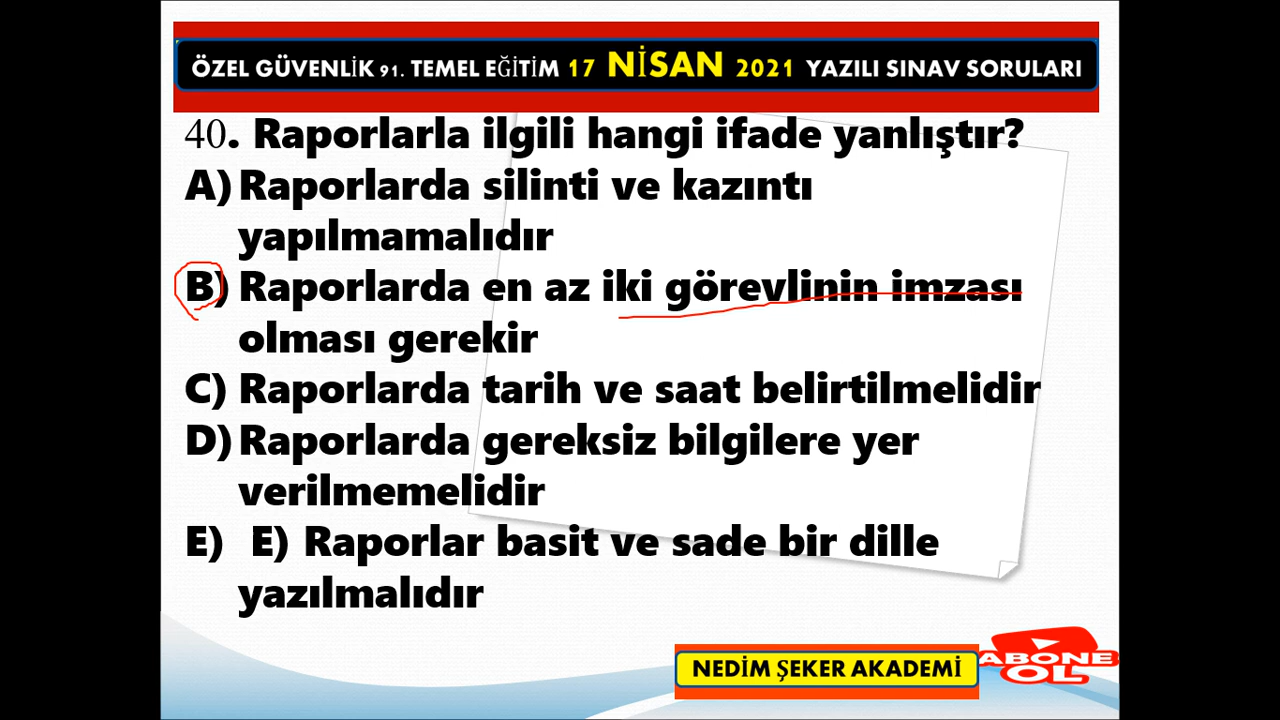 ÖZEL GÜVENLİK 91. TEMEL EĞİTİM 17 NİSAN 2021 YAZILI SINAV SORULARI
40. Raporlarla ilgili hangi ifade yanlıştır?
A) Raporlarda silinti ve kazıntı
yapılmamalıdır
B) Raporlarda en az iki görevlinin imzası
olması gerekir
C) Raporlarda tarih ve saat belirtilmelidir
D) Raporlarda gereksiz bilgilere yer
verilmemelidir
E) E) Raporlar basit ve sade bir dille
yazılmalıdır
NEDİM ŞEKER AKADEMİ
ABONE
OL